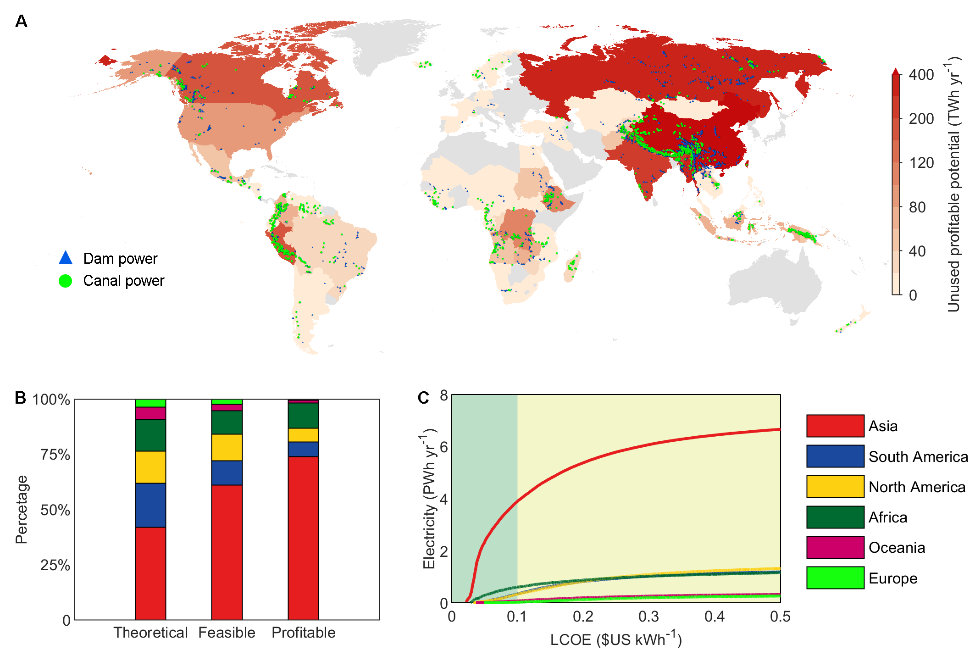 A
Dam power
Canal power
400
200
120
40
0
Unused profitable potential (TWh yr⁻¹)
B
100%
75%
50%
25%
0
Percetage
Theoretical Feasible Profitable
C
8
6
4
2
0
Electricity (PWh yr⁻¹)
0 0.1 0.2 0.3 0.4 0.5
LCOE ($US kWh⁻¹)
Asia
South America
North America
Africa
Oceania
Europe